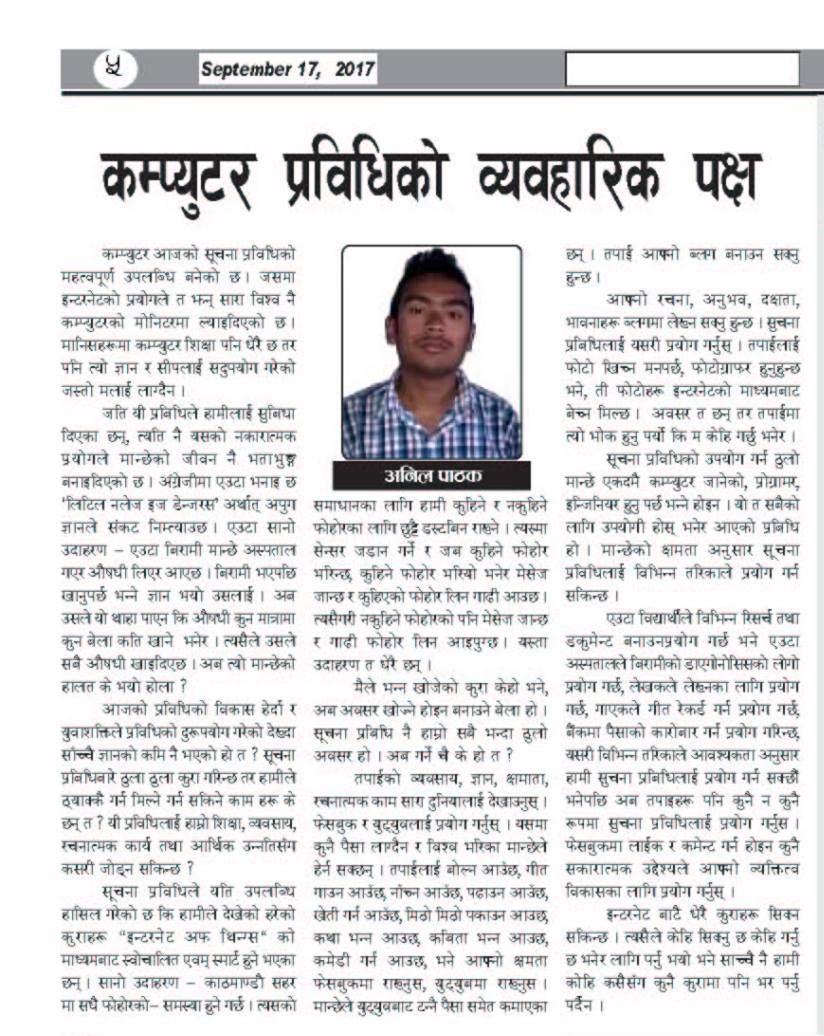 ५
September 17, 2017
कम्प्युटर प्रविधिको व्यवहारिक पक्ष
कम्प्युटर आजको सूचना प्रविधिको
महत्वपूर्ण उपलब्धि बनेको छ। जसमा
इन्टरनेटको प्रयोगले त झन् सारा विश्व नै
कम्प्युटरको मोनिटरमा ल्याइदिएको छ।
मानिसहरूमा कम्प्युटर शिक्षा पनि धेरै छ तर
पनि त्यो ज्ञान र सीपलाई सदुपयोग गरेको
जस्तो मलाई लाग्दैन।
जति यी प्रबिधिले हामीलाई सुबिधा
दिएका छन्, त्यति नै यसको नकारात्मक
प्रयोगले मान्छेको जीवन नै भताभुङ्ग
बनाइदिएको छ। अंग्रेजीमा एउटा भनाइ छ
'लिटिल नलेज इज डेन्जरस' अर्थात् अपुग
ज्ञानले संकट निम्त्याउछ। एउटा सानो
उदाहरण – एउटा बिरामी मान्छे अस्पताल
गएर औषधी लिएर आएछ। बिरामी भएपछि
खानुपर्छ भन्ने ज्ञान भयो उसलाई। अब
उसले यो थाहा पाएन कि औषधी कुन मात्रामा
कुन बेला कति खाने भनेर। त्यसैले उसले
सबै औषधी खाइदिएछ। अब त्यो मान्छेको
हालत के भयो होला ?
आजको प्रविधिको विकास हेर्दा र
युवाशक्तिले प्रविधिको दुरूपयोग गरेको देख्दा
साँच्चै ज्ञानको कमि नै भएको हो त ? सूचना
प्रबिधिबारे ठुला ठुला कुरा गरिन्छ तर हामीले
ठ्याक्कै गर्न मिल्ने गर्न सकिने काम हरू के
छन् त ? यी प्रविधिलाई हाम्रो शिक्षा, व्यवसाय,
रचनात्मक कार्य तथा आर्थिक उन्नतिसंग
कसरी जोड्न सकिन्छ ?
सूचना प्रविधिले यति उपलब्धि
हासिल गरेको छ कि हामीले देखेको हरेको
कुराहरू "इन्टरनेट अफ थिन्ग्स" को
माध्यमबाट स्वोचालित एवम् स्मार्ट हुने भएका
छन्। सानो उदाहरण – काठमाण्डौ सहर
मा सधै फोहोरको– समस्या हुने गर्छ। त्यसको
अनिल पाठक
समाधानका लागि हामी कुहिने र नकुहिने
फोहोरका लागि छुट्टै डस्टबिन राख्ने। त्यस्मा
सेन्सर जडान गर्ने र जब कुहिने फोहोर
भरिन्छ, कुहिने फोहोर भरियो भनेर मेसेज
जान्छ र कुहिएको फोहोर लिन गाढी आउछ।
त्यसैगरी नकुहिने फोहोरको पनि मेसेज जान्छ
र गाढी फोहोर लिन आइपुग्छ। यस्ता
उदाहरण त धेरै छन्।
मैले भन्न खोजेको कुरा केहो भने,
अब अवसर खोज्ने होइन बनाउने बेला हो।
सूचना प्रबिधि नै हाम्रो सबै भन्दा ठुलो
अवसर हो। अब गर्ने चै के हो त ?
तपाईको व्यवसाय, ज्ञान, क्षमाता,
रचनात्मक काम सारा दुनियालाई देखाउनुस्।
फेसबुक र युट्युवलाई प्रयोग गर्नुस्। यसमा
कुनै पैसा लाग्दैन र विश्व भरिका मान्छेले
हेर्न सक्छन्। तपाईलाई बोल्न आउँछ, गीत
गाउन आउँछ, नाँच्न आउँछ, पढाउन आउँछ,
खेती गर्न आउँछ, मिठो मिठो पकाउन आउछ,
कथा भन्न आउछ, कबिता भन्न आउछ,
कमेडी गर्न आउछ, भने आफ्नो क्षमता
फेसबुकमा राख्नुस, युट्युबमा राख्नुस।
मान्छेले युट्युबबाट टन्नै पैसा समेत कमाएका
छन्। तपाई आफ्नो ब्लग बनाउन सक्नु
हुन्छ।
आफ्नो रचना, अनुभव, दक्षता,
भावनाहरू ब्लगमा लेख्न सक्नु हुन्छ। सुचना
प्रबिधिलाई यसरी प्रयोग गर्नुस्। तपाईलाई
फोटो खिच्न मनपर्छ, फोटोग्राफर हुनुहुन्छ
भने, ती फोटोहरू इन्टरनेटको माध्यमबाट
बेच्न मिल्छ। अवसर त छन् तर तपाईमा
त्यो भोक हुनु पर्यो कि म केहि गर्छु भनेर।
सूचना प्रविधिको उपयोग गर्न ठुलो
मान्छे एकदमै कम्प्युटर जानेको, प्रोग्रामर,
इन्जिनियर हुनु पर्छ भन्ने होइन। यो त सबैको
लागि उपयोगी होस् भनेर आएको प्रबिधि
हो। मान्छेको क्षमता अनुसार सूचना
प्रविधिलाई विभिन्न तरिकाले प्रयोग गर्न
सकिन्छ।
एउटा विद्यार्थीले विभिन्न रिसर्च तथा
डकुमेन्ट बनाउनप्रयोग गर्छ भने एउटा
अस्पतालले बिरामीको डाएगोनोसिसको लोगो
प्रयोग गर्छ, लेखकले लेख्नका लागि प्रयोग
गर्छ, गाएकले गीत रेकर्ड गर्न प्रयोग गर्छ,
बैंकमा पैसाको कारोबार गर्न प्रयोग गरिन्छ,
यसरी विभिन्न तरिकाले आवश्यकता अनुसार
हामी सुचना प्रबिधिलाई प्रयोग गर्न सक्छौं
भनेपछि अब तपाइहरू पनि कुनै न कुनै
रूपमा सुचना प्रविधिलाई प्रयोग गर्नुस।
फेसबुकमा लाईक र कमेन्ट गर्न होइन कुनै
सकारात्मक उद्देश्यले आफ्नो व्यक्तित्व
विकासका लागि प्रयोग गर्नुस्।
इन्टरनेट बाटै धेरै कुराहरू सिक्न
सकिन्छ। त्यसैले केहि सिक्नु छ केहि गर्नु
छ भनेर लागि पर्नु भयो भने साच्चै नै हामी
कोहि कसैसंग कुनै कुरामा पनि भर पर्नु
पर्दैन।